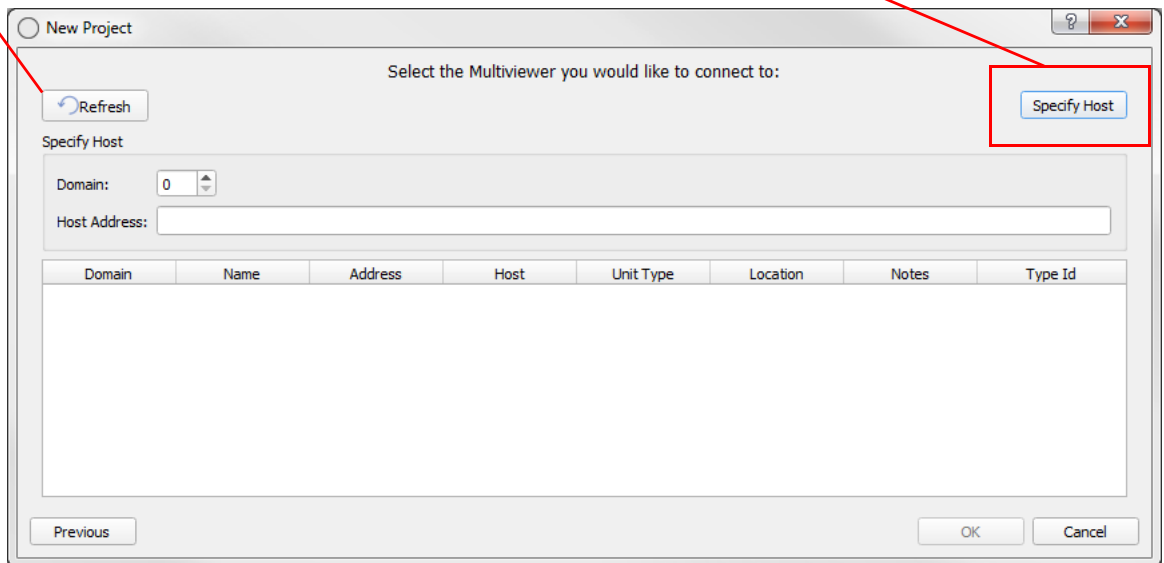 New Project
Select the Multiviewer you would like to connect to:
Refresh
Specify Host
Specify Host
Domain: 0
Host Address:
Domain Name Address Host Unit Type Location Notes Type Id
Previous OK Cancel